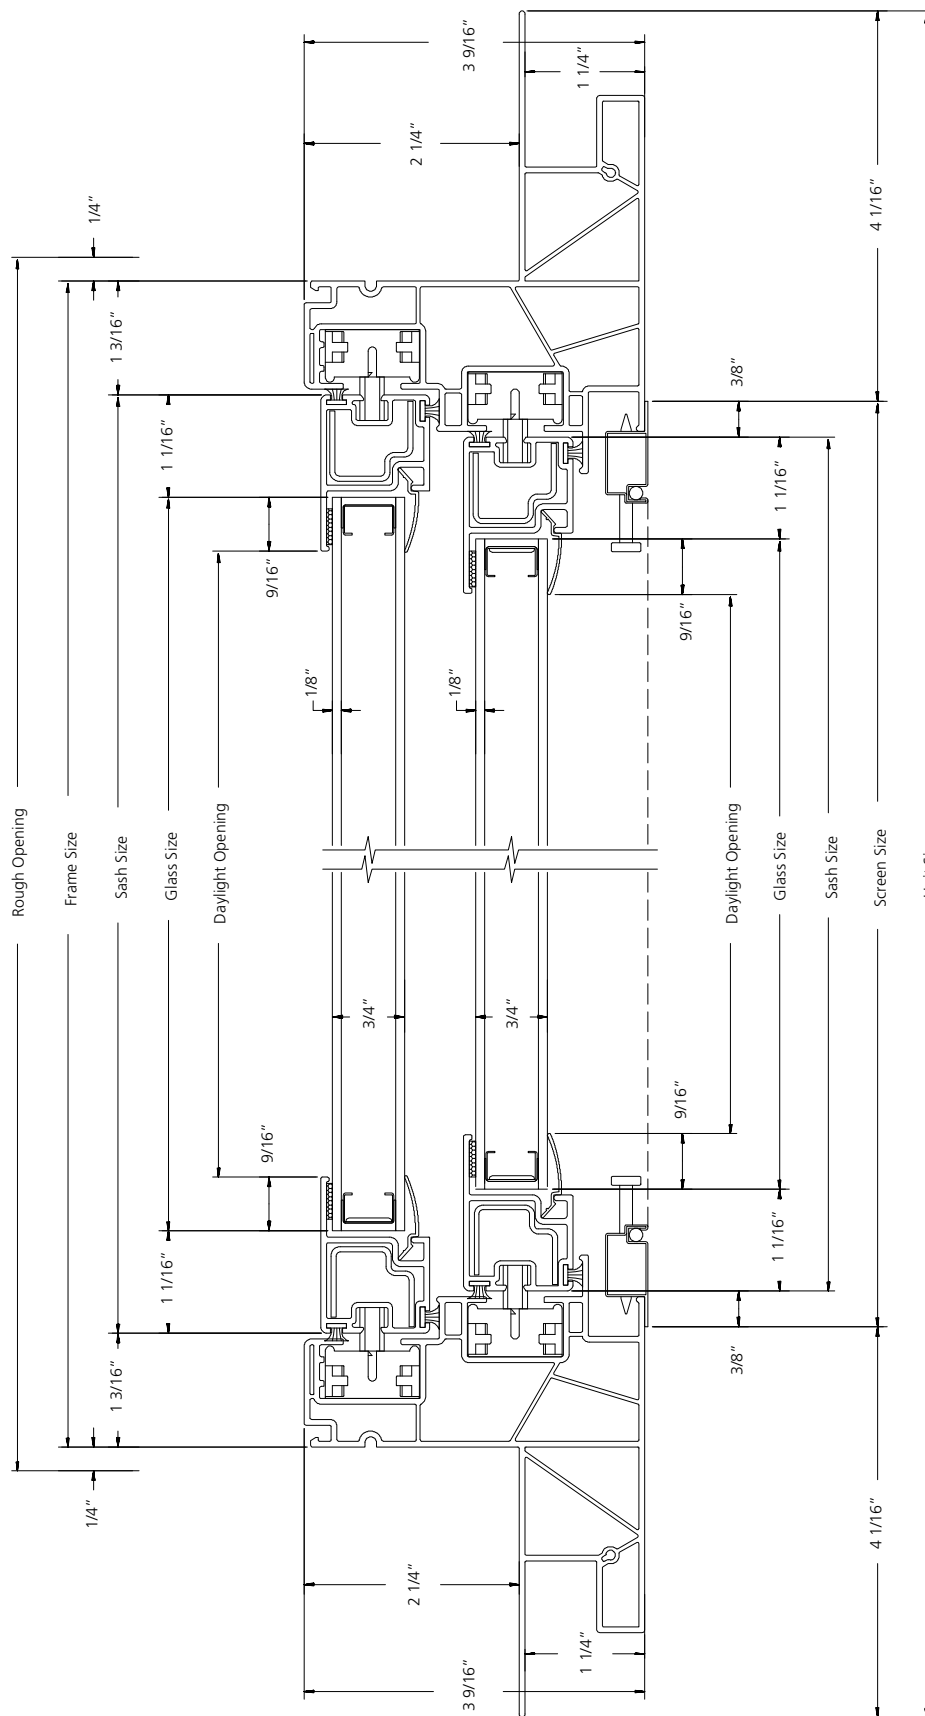 Rough Opening
Frame Size
1/4"
1/4"
1 3/16"
Sash Size
1 3/16"
1 1/16"
Glass Size
1 1/16"
Daylight Opening
9/16"
9/16"
1/8"
3/4"
2 1/4"
2 1/4"
1/8"
3 9/16"
3 9/16"
3/4"
1 1/4"
1 1/4"
9/16"
9/16"
3/8"
Daylight Opening
3/8"
1 1/16"
Glass Size
1 1/16"
Sash Size
4 1/16"
Screen Size
4 1/16"